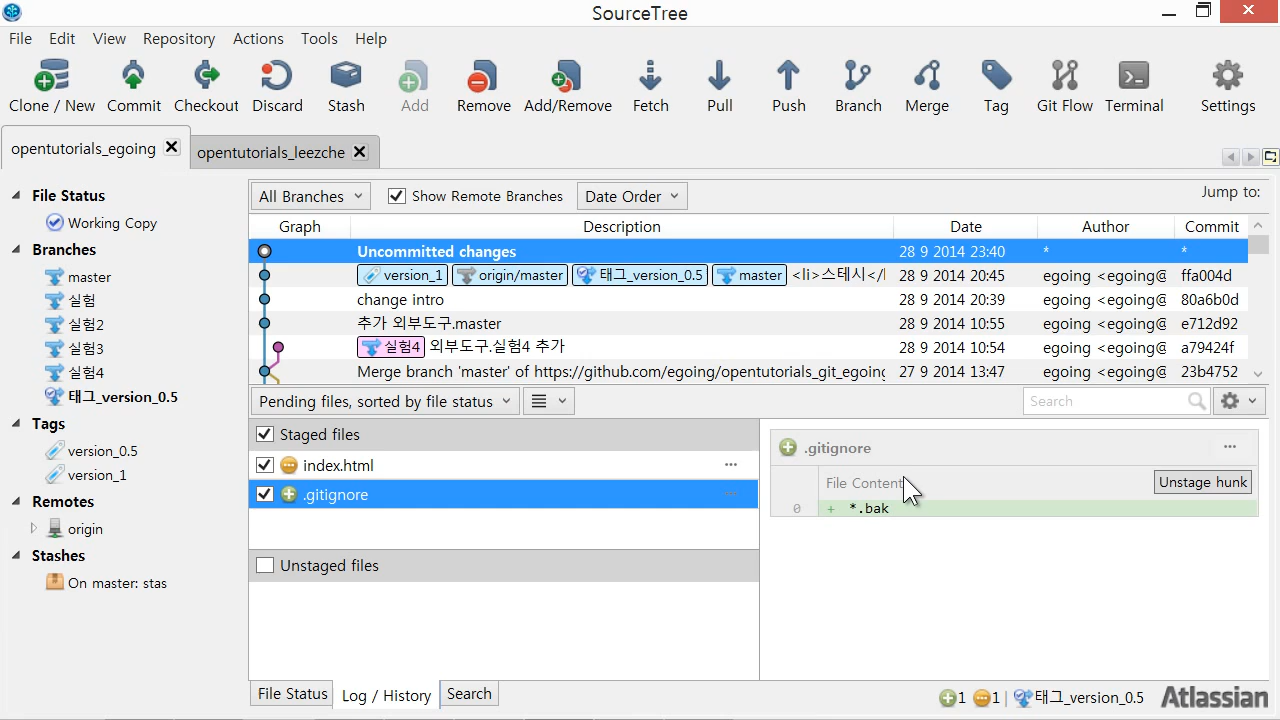 SourceTree
File Edit View Repository Actions Tools Help
Clone / New Commit Checkout Discard Stash Add Remove Add/Remove Fetch Pull Push Branch Merge Tag Git Flow Terminal Settings
opentutorials_egoing opentutorials_leezche
File Status
Working Copy
Branches
master
실험
실험2
실험3
실험4
태그_version_0.5
Tags
version_0.5
version_1
Remotes
origin
Stashes
On master: stas
All Branches Show Remote Branches Date Order Jump to:
Graph Description Date Author Commit
Uncommitted changes 28 9 2014 23:40 * *
version_1 origin/master 태그_version_0.5 master <li>스테시</l 28 9 2014 20:45 egoing <egoing@ ffa004d
change intro 28 9 2014 20:39 egoing <egoing@ 80a6b0d
추가 외부도구.master 28 9 2014 10:55 egoing <egoing@ e712d92
실험4 외부도구.실험4 추가 28 9 2014 10:54 egoing <egoing@ a79424f
Merge branch 'master' of https://github.com/egoing/opentutorials_git_egoing 27 9 2014 13:47 egoing <egoing@ 23b4752
Pending files, sorted by file status Search
Staged files
index.html ...
.gitignore ...
Unstaged files
.gitignore ...
File Content Unstage hunk
0 + *.bak
File Status Log / History Search
1 1 태그_version_0.5 Atlassian